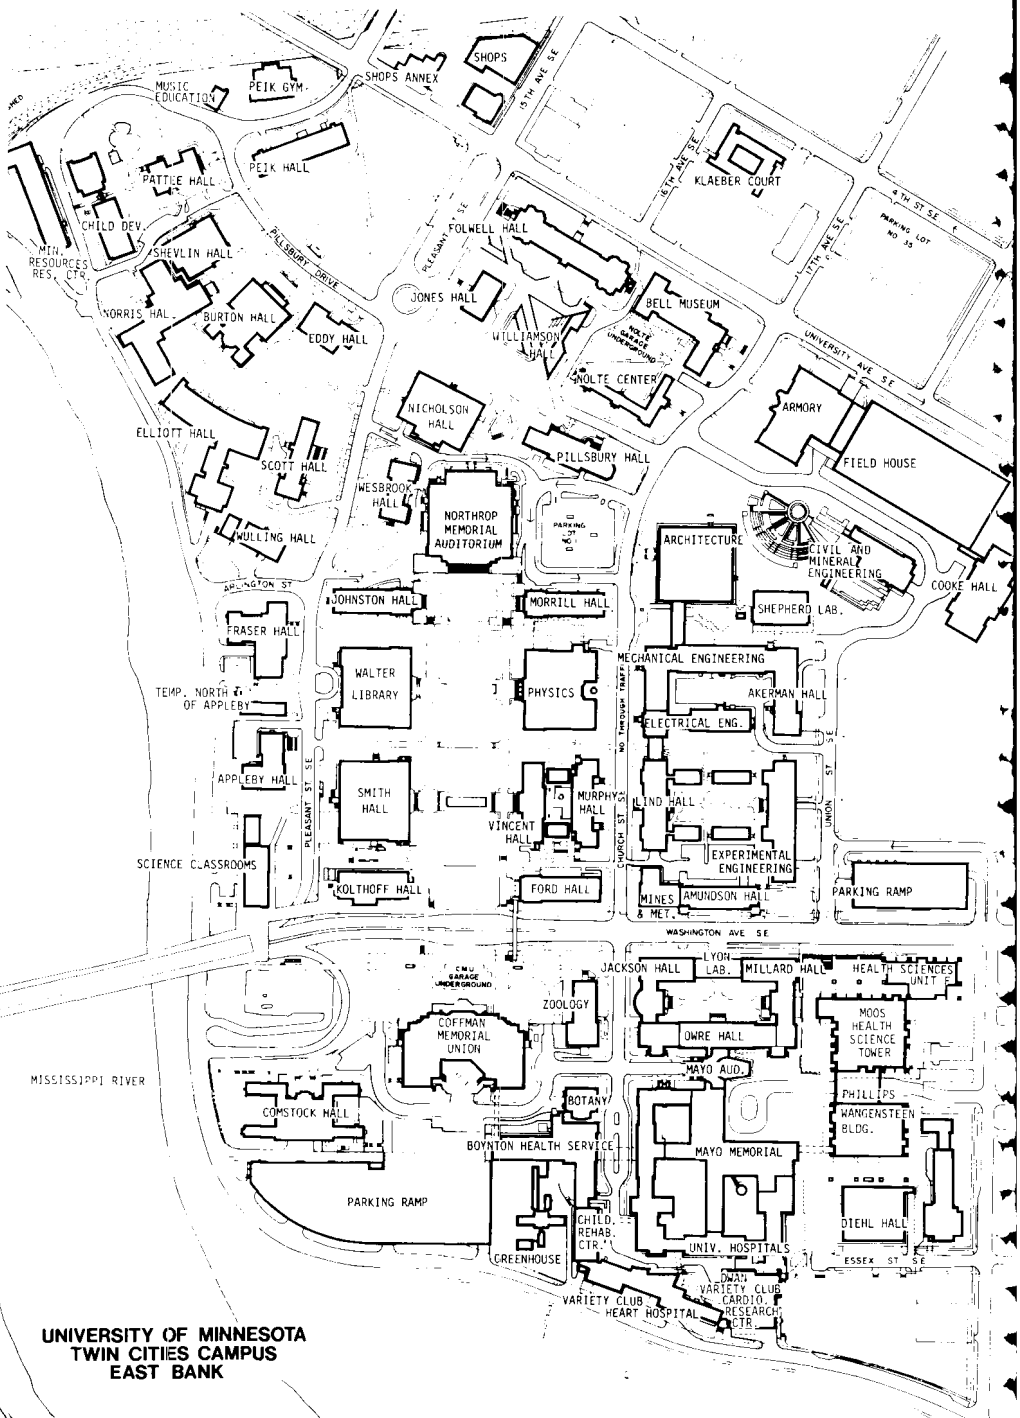 SHOPS
SHOPS ANNEX
15TH AVE SE
MUSIC
EDUCATION
PEIK GYM
PEIK HALL
16TH AVE SE
KLAEBER COURT
4TH ST SE
PARKING LOT
NO 33
17TH AVE SE
PATTEE HALL
CHILD DEV.
MIN.
RESOURCES
RES. CTR.
SHEVLIN HALL
PILLSBURY DRIVE
PLEASANT ST SE
FOLWELL HALL
JONES HALL
BELL MUSEUM
NORRIS HALL
BURTON HALL
EDDY HALL
WILLIAMSON
HALL
NOLTE
GARAGE
UNDERGROUND
NOLTE CENTER
UNIVERSITY AVE SE
ARMORY
FIELD HOUSE
NICHOLSON
HALL
PILLSBURY HALL
ELLIOTT HALL
SCOTT HALL
WESBROOK
HALL
NORTHROP
MEMORIAL
AUDITORIUM
PARKING
LOT
WULLING HALL
ARCHITECTURE
CIVIL AND
MINERAL
ENGINEERING
COOKE HALL
ARLINGTON ST
JOHNSTON HALL
MORRILL HALL
SHEPHERD LAB.
FRASER HALL
MECHANICAL ENGINEERING
WALTER
LIBRARY
PHYSICS
AKERMAN HALL
TEMP. NORTH
OF APPLEBY
ELECTRICAL ENG.
NO THROUGH TRAFFIC
APPLEBY HALL
PLEASANT ST SE
SMITH
HALL
VINCENT
HALL
MURPHY
HALL
CHURCH ST SE
LIND HALL
UNION ST SE
EXPERIMENTAL
ENGINEERING
SCIENCE CLASSROOMS
KOLTHOFF HALL
FORD HALL
MINES
& MET.
AMUNDSON HALL
PARKING RAMP
WASHINGTON AVE SE
CMU
GARAGE
UNDERGROUND
JACKSON HALL
LYON
LAB.
MILLARD HALL
HEALTH SCIENCES
UNIT F
ZOOLOGY
COFFMAN
MEMORIAL
UNION
OWRE HALL
MOOS
HEALTH
SCIENCE
TOWER
MAYO AUD.
MISSISSIPPI RIVER
COMSTOCK HALL
BOTANY
PHILLIPS
WANGENSTEEN
BLDG.
BOYNTON HEALTH SERVICE
MAYO MEMORIAL
PARKING RAMP
CHILD.
REHAB.
CTR.
DIEHL HALL
GREENHOUSE
UNIV. HOSPITALS
ESSEX ST SE
VARIETY CLUB
HEART HOSPITAL
DWAN
VARIETY CLUB
CARDIO.
RESEARCH
CTR.
UNIVERSITY OF MINNESOTA
TWIN CITIES CAMPUS
EAST BANK